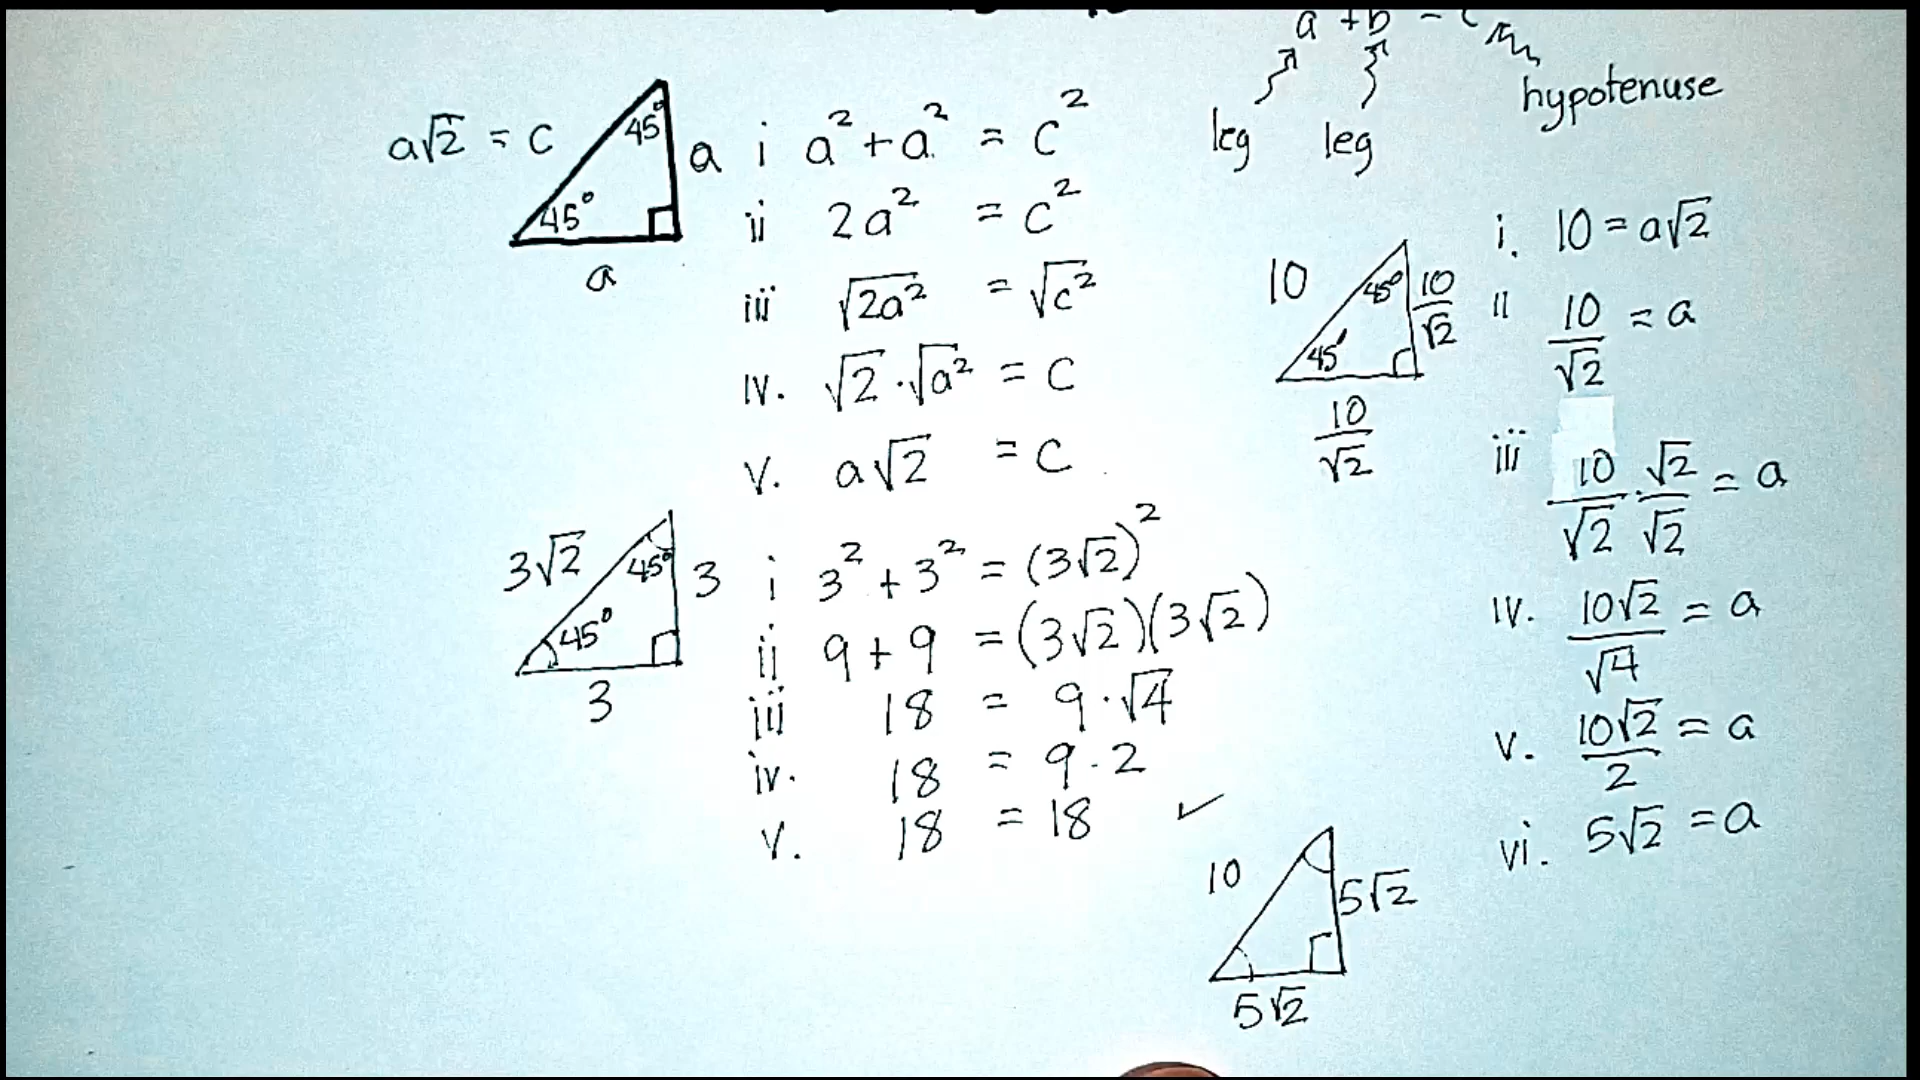 a + b = c
leg leg hypotenuse
a√2 = c
45°
45°
a
a
i a² + a² = c²
ii 2a² = c²
iii √2a² = √c²
iv. √2 · √a² = c
v. a√2 = c
3√2
45°
45°
3
3
i 3² + 3² = (3√2)²
ii 9 + 9 = (3√2)(3√2)
iii 18 = 9 · √4
iv. 18 = 9 . 2
v. 18 = 18 ✓
10
45°
45°
10/√2
10/√2
i. 10 = a√2
ii 10/√2 = a
iii 10/√2 · √2/√2 = a
iv. 10√2/√4 = a
v. 10√2/2 = a
vi. 5√2 = a
10
5√2
5√2